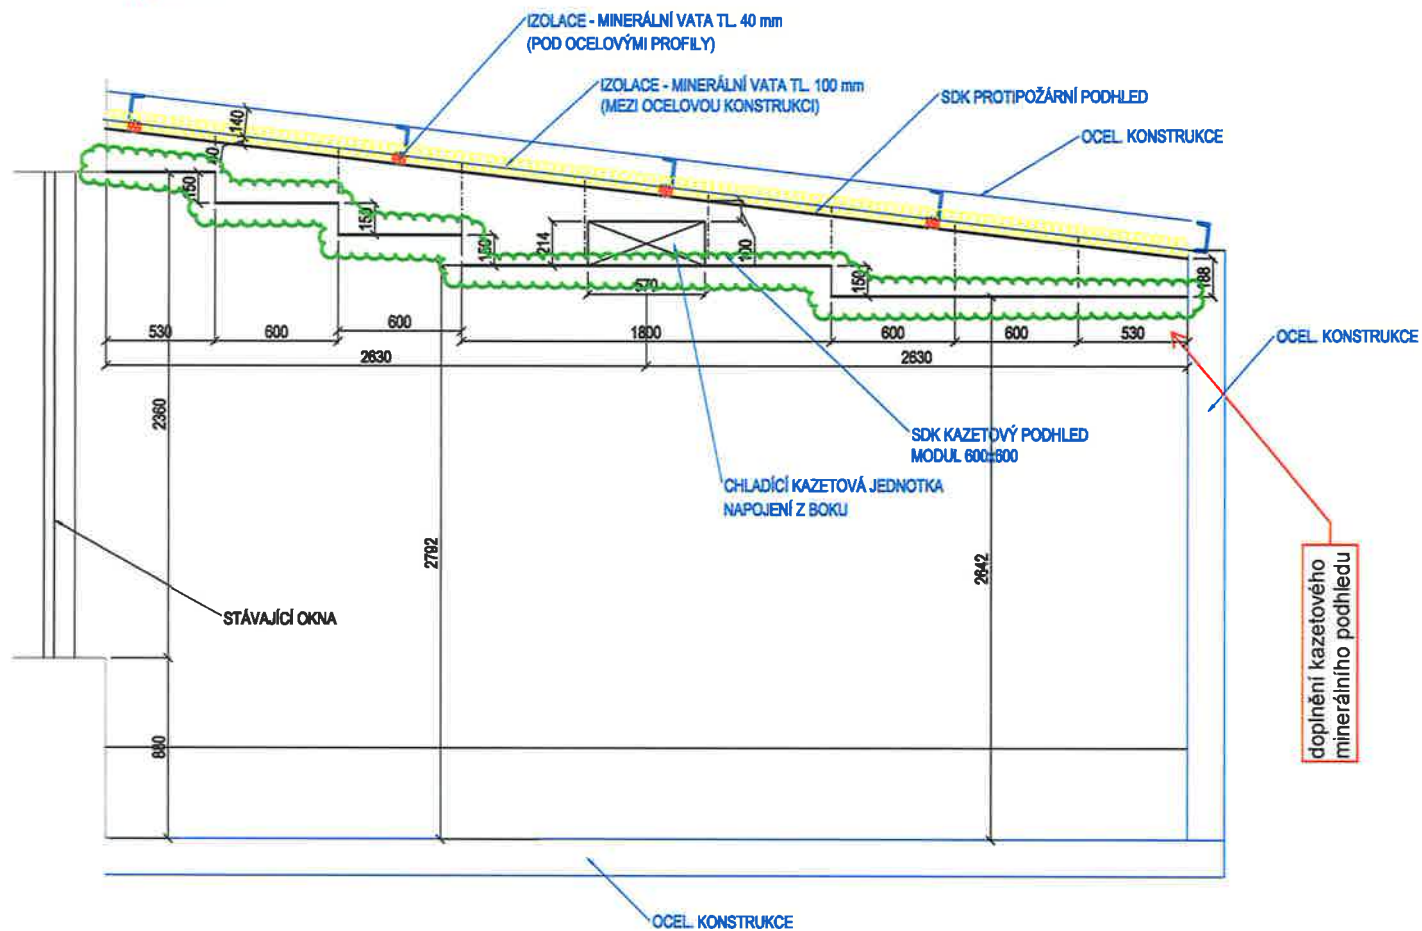 IZOLACE - MINERÁLNÍ VATA TL. 40 mm
(POD OCELOVÝMI PROFILY)
IZOLACE - MINERÁLNÍ VATA TL. 100 mm
(MEZI OCELOVOU KONSTRUKCI)
SDK PROTIPOŽÁRNÍ PODHLED
OCEL. KONSTRUKCE
140
150
150
150
214
100
150
188
570
530
600
600
1800
600
600
530
2630
2630
OCEL. KONSTRUKCE
2360
SDK KAZETOVÝ PODHLED
MODUL 600x600
CHLADÍCÍ KAZETOVÁ JEDNOTKA
NAPOJENÍ Z BOKU
2792
2642
STÁVAJÍCÍ OKNA
doplnění kazetového
minerálního podhledu
880
OCEL. KONSTRUKCE